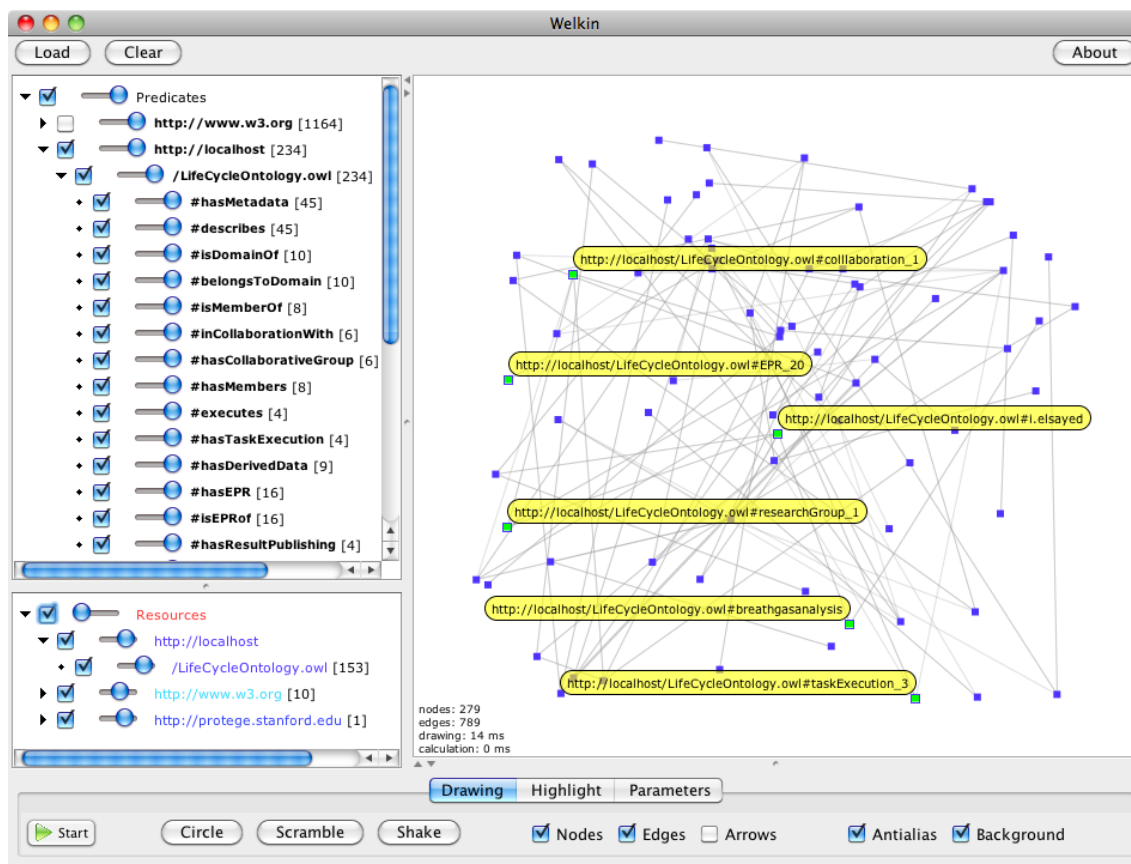 Welkin
Load Clear About
Predicates
http://www.w3.org [1164]
http://localhost [234]
/LifeCycleOntology.owl [234]
#hasMetadata [45]
#describes [45]
#isDomainOf [10]
#belongsToDomain [10]
#isMemberOf [8]
#inCollaborationWith [6]
#hasCollaborativeGroup [6]
#hasMembers [8]
#executes [4]
#hasTaskExecution [4]
#hasDerivedData [9]
#hasEPR [16]
#isEPRof [16]
#hasResultPublishing [4]
Resources
http://localhost
/LifeCycleOntology.owl [153]
http://www.w3.org [10]
http://protege.stanford.edu [1]
http://localhost/LifeCycleOntology.owl#colllaboration_1
http://localhost/LifeCycleOntology.owl#EPR_20
http://localhost/LifeCycleOntology.owl#i.elsayed
http://localhost/LifeCycleOntology.owl#researchGroup_1
http://localhost/LifeCycleOntology.owl#breathgasanalysis
http://localhost/LifeCycleOntology.owl#taskExecution_3
nodes: 279
edges: 789
drawing: 14 ms
calculation: 0 ms
Drawing Highlight Parameters
Start Circle Scramble Shake Nodes Edges Arrows Antialias Background